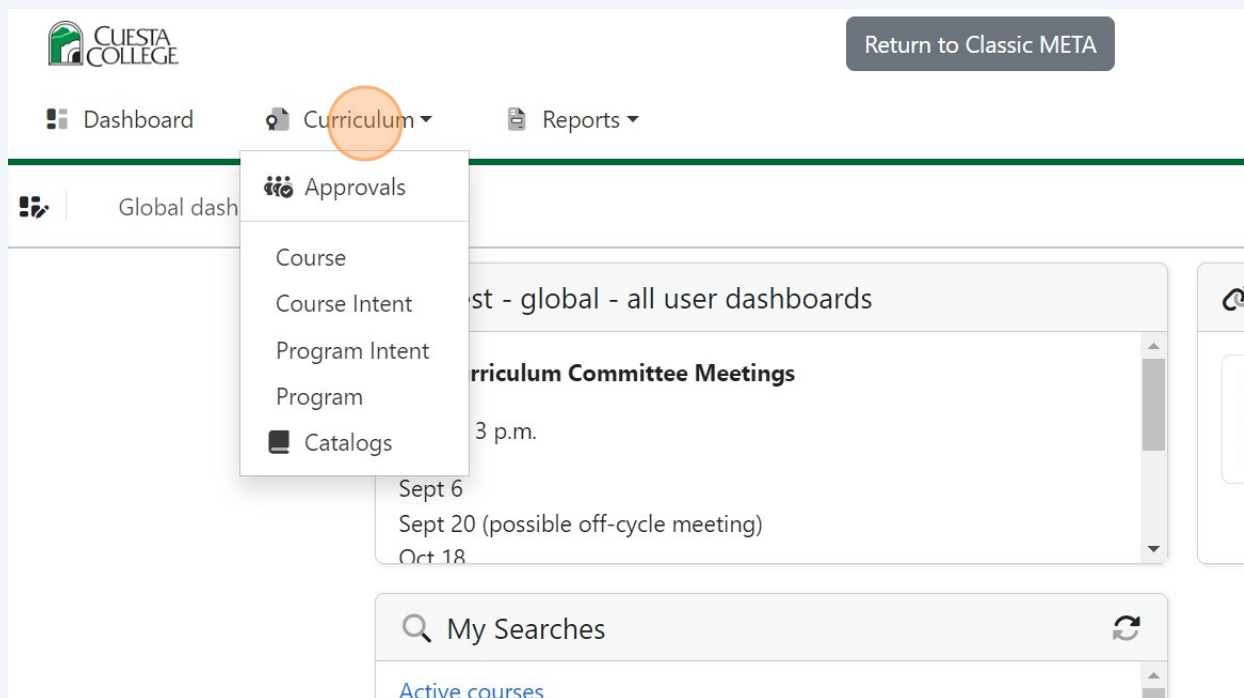 CUESTA
COLLEGE
Return to Classic META
Dashboard
Curriculum
Reports
Approvals
Global dash
Course
Course Intent
Program Intent
Program
Catalogs
st - global - all user dashboards
rriculum Committee Meetings
3 p.m.
Sept 6
Sept 20 (possible off-cycle meeting)
Oct 18
My Searches
Active courses